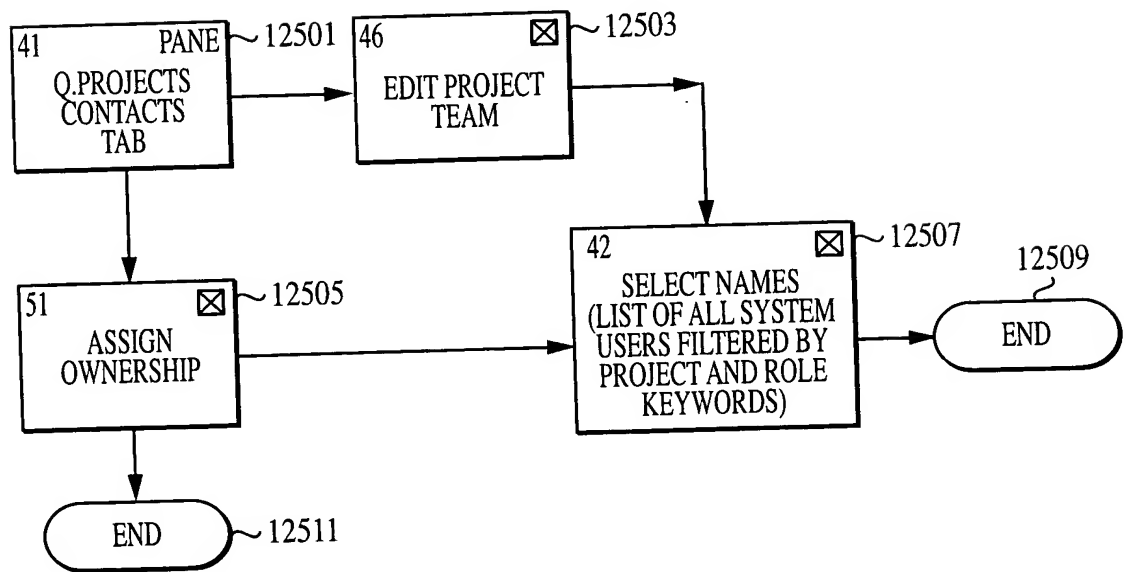 41 PANE 12501
Q.PROJECTS
CONTACTS
TAB
46 12503
EDIT PROJECT
TEAM
51 12505
ASSIGN
OWNERSHIP
42 12507
SELECT NAMES
(LIST OF ALL SYSTEM
USERS FILTERED BY
PROJECT AND ROLE
KEYWORDS)
12509
END
END 12511